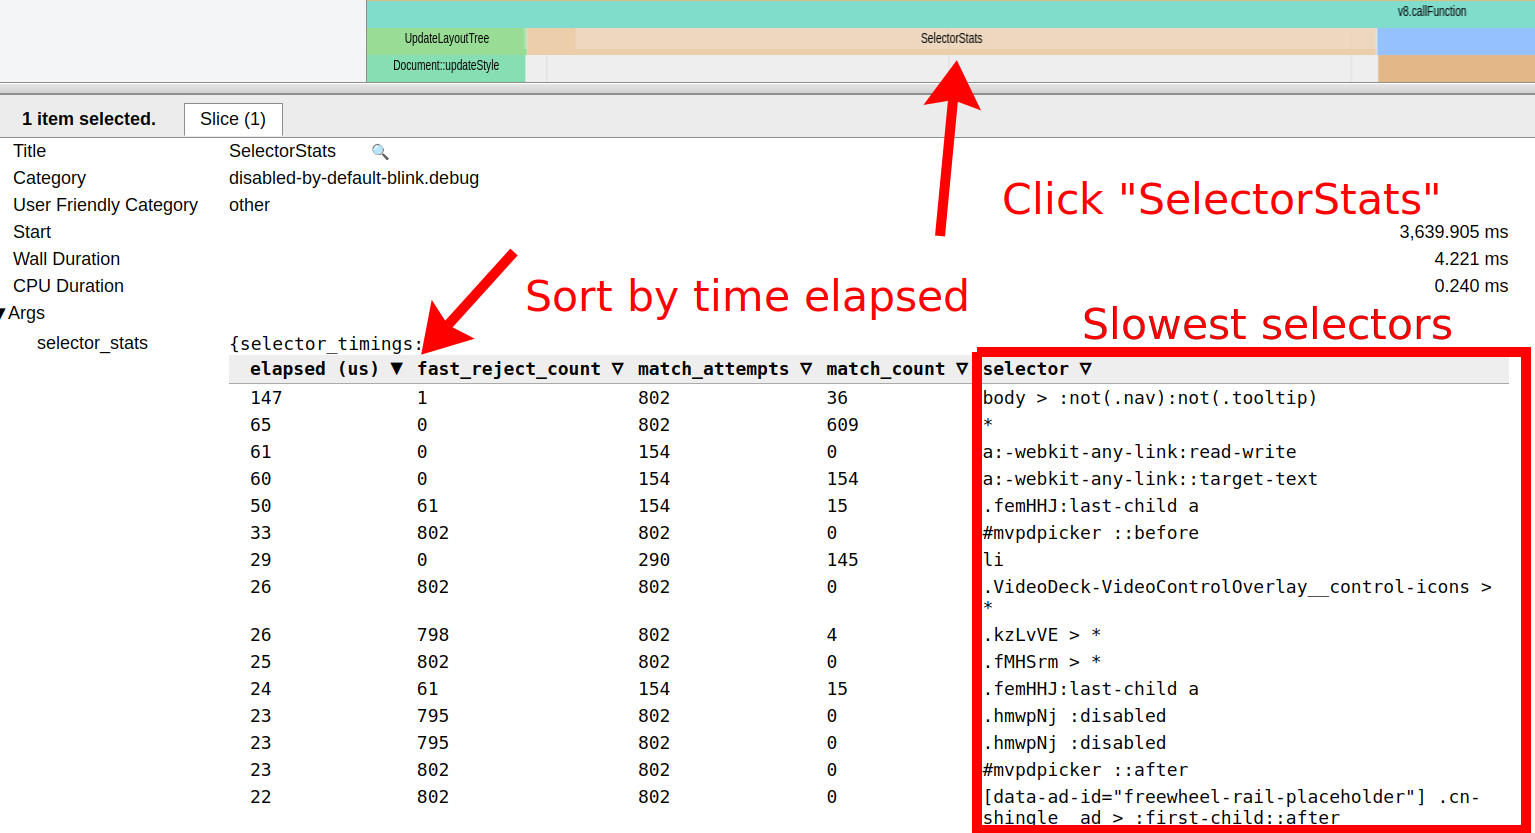 v8.callFunction
UpdateLayoutTree SelectorStats
Document::updateStyle
1 item selected. Slice (1)
Title SelectorStats
Category disabled-by-default-blink.debug
Click "SelectorStats"
User Friendly Category other
Start 3,639.905 ms
Wall Duration 4.221 ms
CPU Duration 0.240 ms
Sort by time elapsed
Args
Slowest selectors
selector_stats {selector_timings:
elapsed (us) ▼ fast_reject_count ▽ match_attempts ▽ match_count ▽ selector ▽
147 1 802 36 body > :not(.nav):not(.tooltip)
65 0 802 609 *
61 0 154 0 a:-webkit-any-link:read-write
60 0 154 154 a:-webkit-any-link::target-text
50 61 154 15 .femHHJ:last-child a
33 802 802 0 #mvpdpicker ::before
29 0 290 145 li
26 802 802 0 .VideoDeck-VideoControlOverlay__control-icons >
*
26 798 802 4 .kzLvVE > *
25 802 802 0 .fMHSrm > *
24 61 154 15 .femHHJ:last-child a
23 795 802 0 .hmwpNj :disabled
23 795 802 0 .hmwpNj :disabled
23 802 802 0 #mvpdpicker ::after
22 802 802 0 [data-ad-id="freewheel-rail-placeholder"] .cn-
shingle__ad > :first-child::after